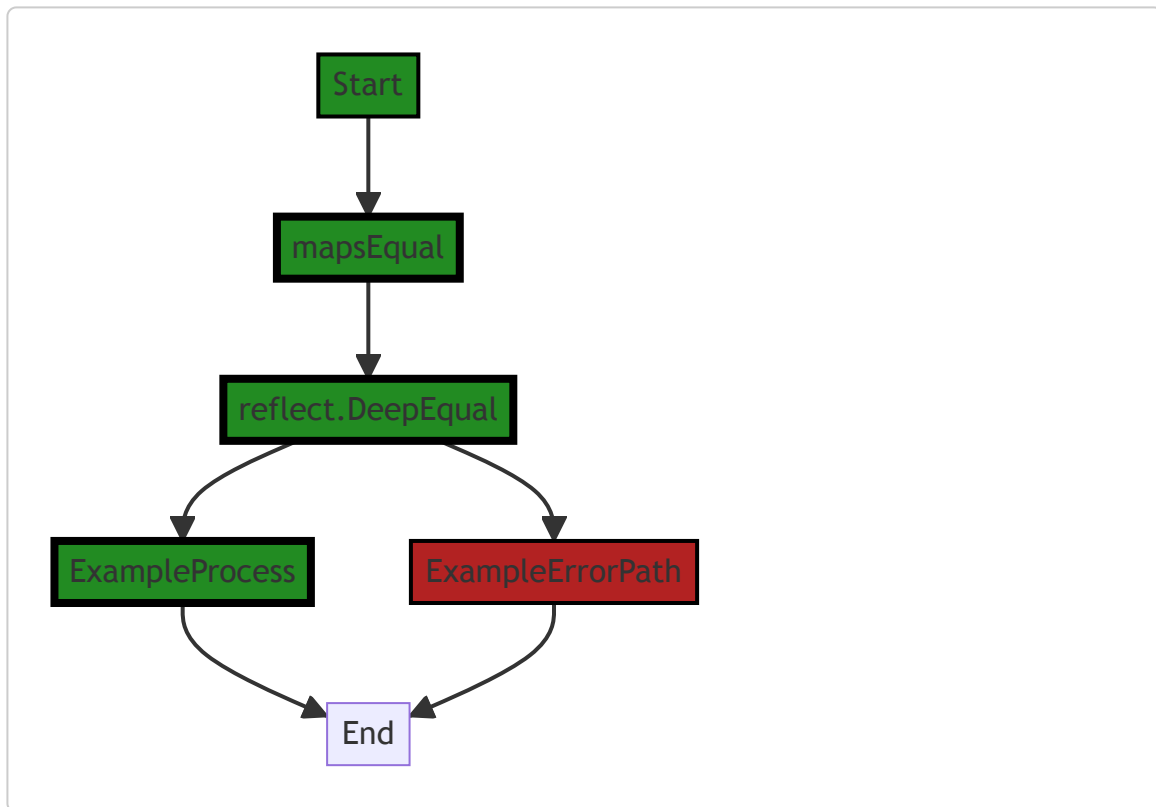 Start
mapsEqual
reflect.DeepEqual
ExampleProcess
ExampleErrorPath
End